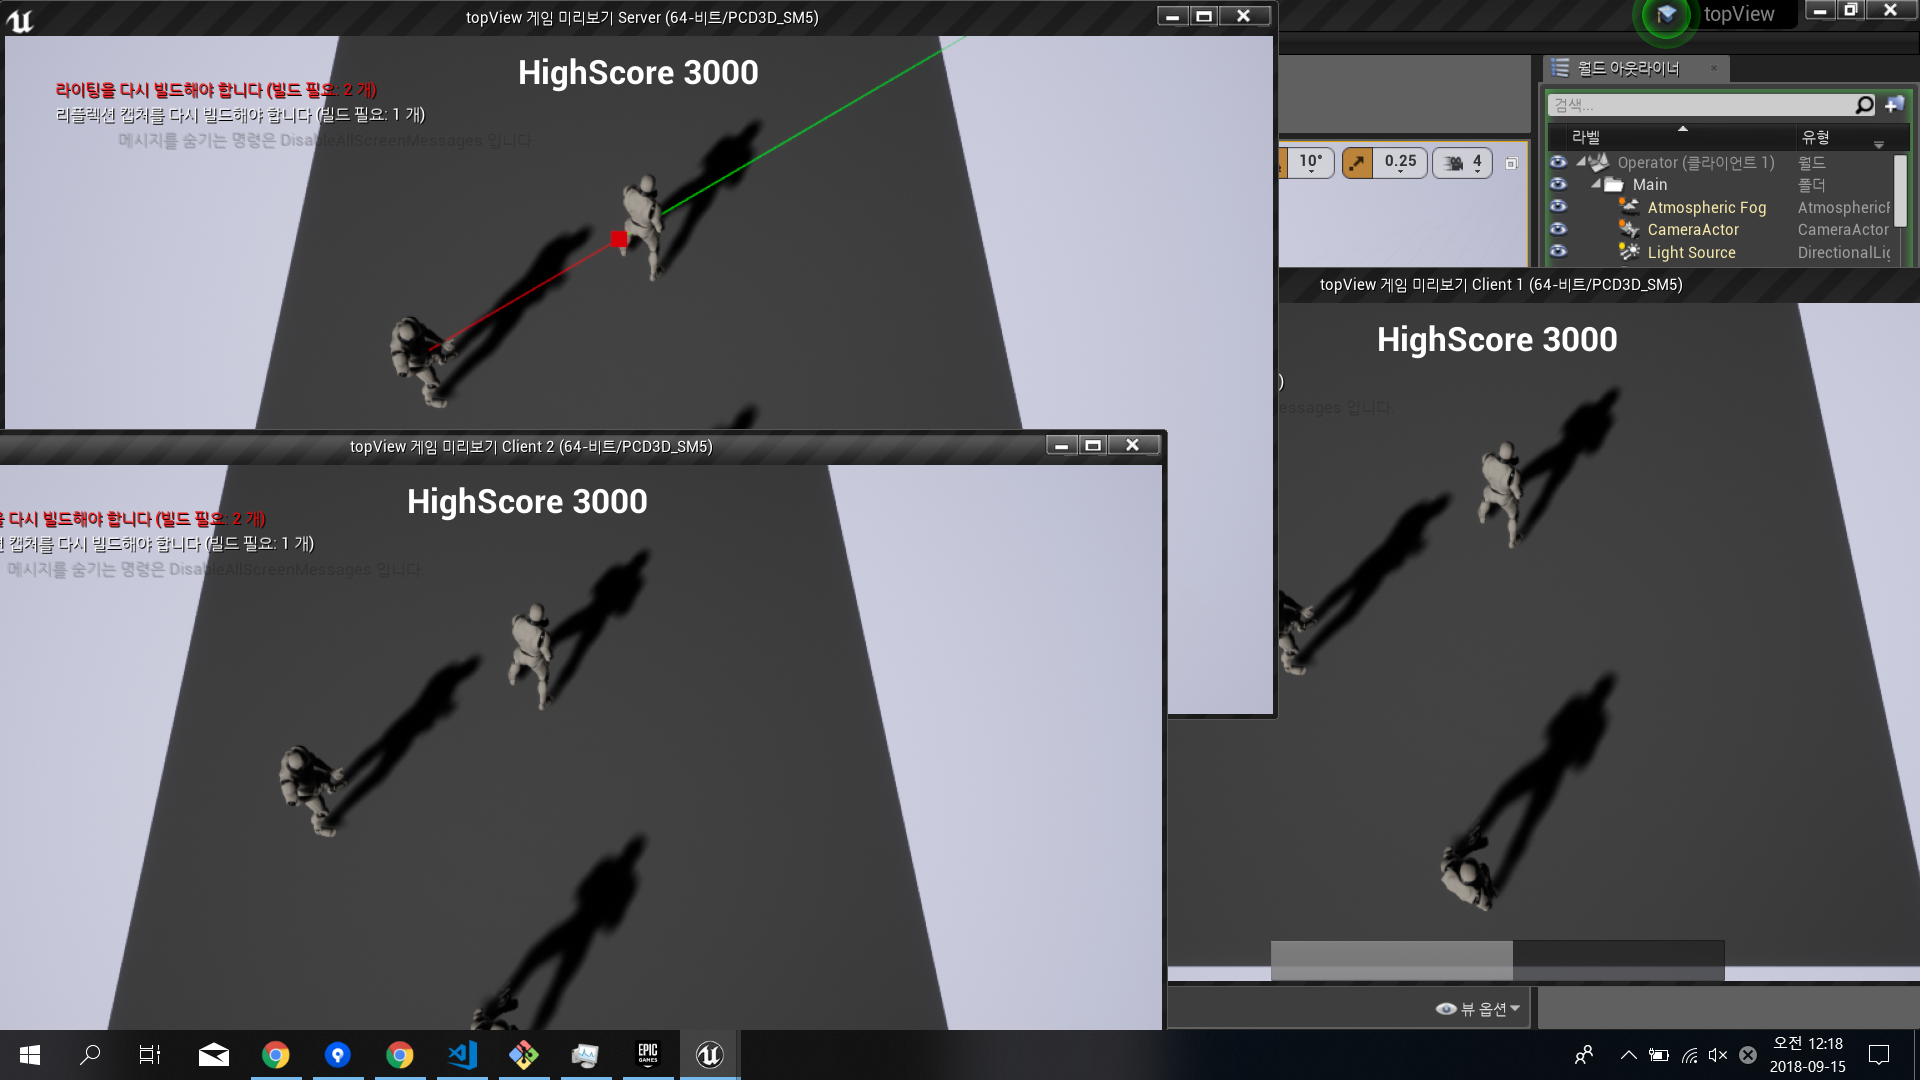 topView 게임 미리보기 Server (64-비트/PCD3D_SM5)
HighScore 3000
라이팅을 다시 빌드해야 합니다 (빌드 필요: 2 개)
리플렉션 캡쳐를 다시 빌드해야 합니다 (빌드 필요: 1 개)
메시지를 숨기는 명령은 DisableAllScreenMessages 입니다
topView
월드 아웃라이너
검색...
라벨 유형
Operator (클라이언트 1) 월드
Main 폴더
Atmospheric Fog AtmosphericF
CameraActor CameraActor
Light Source DirectionalLig
10° 0.25 4
topView 게임 미리보기 Client 1 (64-비트/PCD3D_SM5)
HighScore 3000
)
essages 입니다.
topView 게임 미리보기 Client 2 (64-비트/PCD3D_SM5)
HighScore 3000
을 다시 빌드해야 합니다 (빌드 필요: 2 개)
캡쳐를 다시 빌드해야 합니다 (빌드 필요: 1 개)
메시지를 숨기는 명령은 DisableAllScreenMessages 입니다.
뷰 옵션
EPIC
GAMES
오전 12:18
2018-09-15